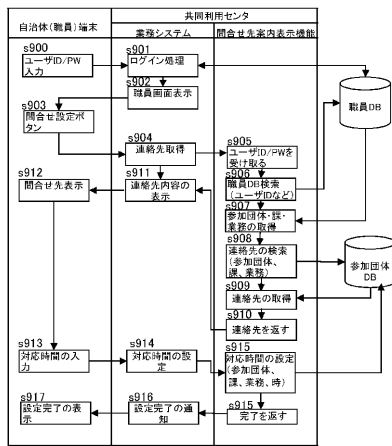 共同利用センタ
自治体（職員）端末
業務システム
問合せ先案内表示機能
s900
ユーザID/PW
入力
s901
ログイン処理
s902
職員画面表示
職員DB
s903
問合せ設定ボ
タン
s904
連絡先取得
s905
ユーザID/PWを
受け取る
s906
職員DB検索
（ユーザIDなど）
s907
参加団体・課・
業務の取得
s908
連絡先の検索
（参加団体、
課、業務）
参加団体
DB
s909
連絡先の取得
s910
連絡先を返す
s911
連絡先内容の
表示
s912
問合せ先表示
s913
対応時間の入
力
s914
対応時間の設
定
s915
対応時間の設定
（参加団体、
課、業務、時）
s915
完了を返す
s916
設定完了の通
知
s917
設定完了の表
示